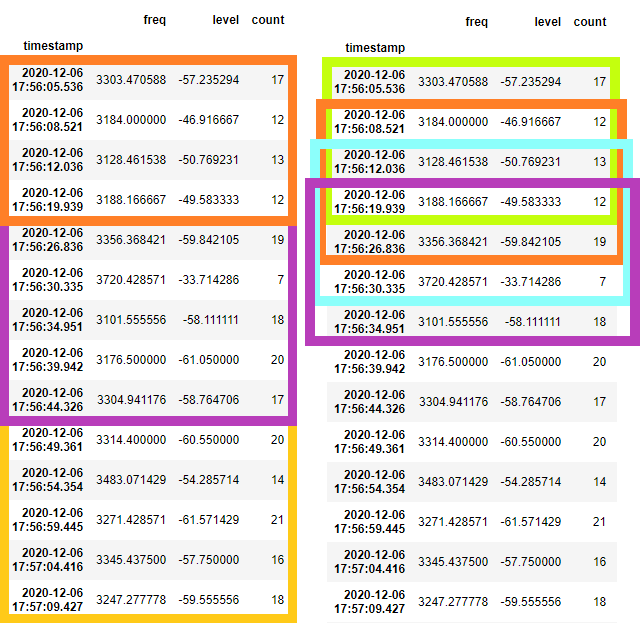 freq level count
timestamp
2020-12-06
17:56:05.536 3303.470588 -57.235294 17
2020-12-06
17:56:08.521 3184.000000 -46.916667 12
2020-12-06
17:56:12.036 3128.461538 -50.769231 13
2020-12-06
17:56:19.939 3188.166667 -49.583333 12
2020-12-06
17:56:26.836 3356.368421 -59.842105 19
2020-12-06
17:56:30.335 3720.428571 -33.714286 7
2020-12-06
17:56:34.951 3101.555556 -58.111111 18
2020-12-06
17:56:39.942 3176.500000 -61.050000 20
2020-12-06
17:56:44.326 3304.941176 -58.764706 17
2020-12-06
17:56:49.361 3314.400000 -60.550000 20
2020-12-06
17:56:54.354 3483.071429 -54.285714 14
2020-12-06
17:56:59.445 3271.428571 -61.571429 21
2020-12-06
17:57:04.416 3345.437500 -57.750000 16
2020-12-06
17:57:09.427 3247.277778 -59.555556 18
freq level count
timestamp
2020-12-06
17:56:05.536 3303.470588 -57.235294 17
2020-12-06
17:56:08.521 3184.000000 -46.916667 12
2020-12-06
17:56:12.036 3128.461538 -50.769231 13
2020-12-06
17:56:19.939 3188.166667 -49.583333 12
2020-12-06
17:56:26.836 3356.368421 -59.842105 19
2020-12-06
17:56:30.335 3720.428571 -33.714286 7
2020-12-06
17:56:34.951 3101.555556 -58.111111 18
2020-12-06
17:56:39.942 3176.500000 -61.050000 20
2020-12-06
17:56:44.326 3304.941176 -58.764706 17
2020-12-06
17:56:49.361 3314.400000 -60.550000 20
2020-12-06
17:56:54.354 3483.071429 -54.285714 14
2020-12-06
17:56:59.445 3271.428571 -61.571429 21
2020-12-06
17:57:04.416 3345.437500 -57.750000 16
2020-12-06
17:57:09.427 3247.277778 -59.555556 18